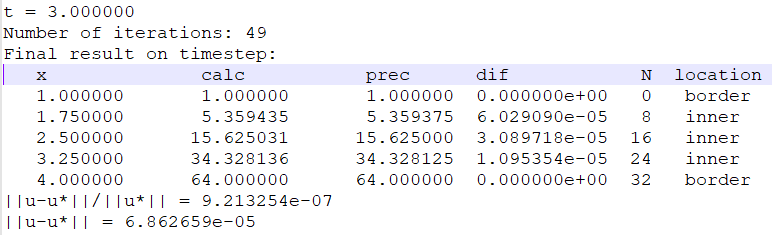 t = 3.000000
Number of iterations: 49
Final result on timestep:
x calc prec dif N location
1.000000 1.000000 1.000000 0.000000e+00 0 border
1.750000 5.359435 5.359375 6.029090e-05 8 inner
2.500000 15.625031 15.625000 3.089718e-05 16 inner
3.250000 34.328136 34.328125 1.095354e-05 24 inner
4.000000 64.000000 64.000000 0.000000e+00 32 border
||u-u*||/||u*|| = 9.213254e-07
||u-u*|| = 6.862659e-05